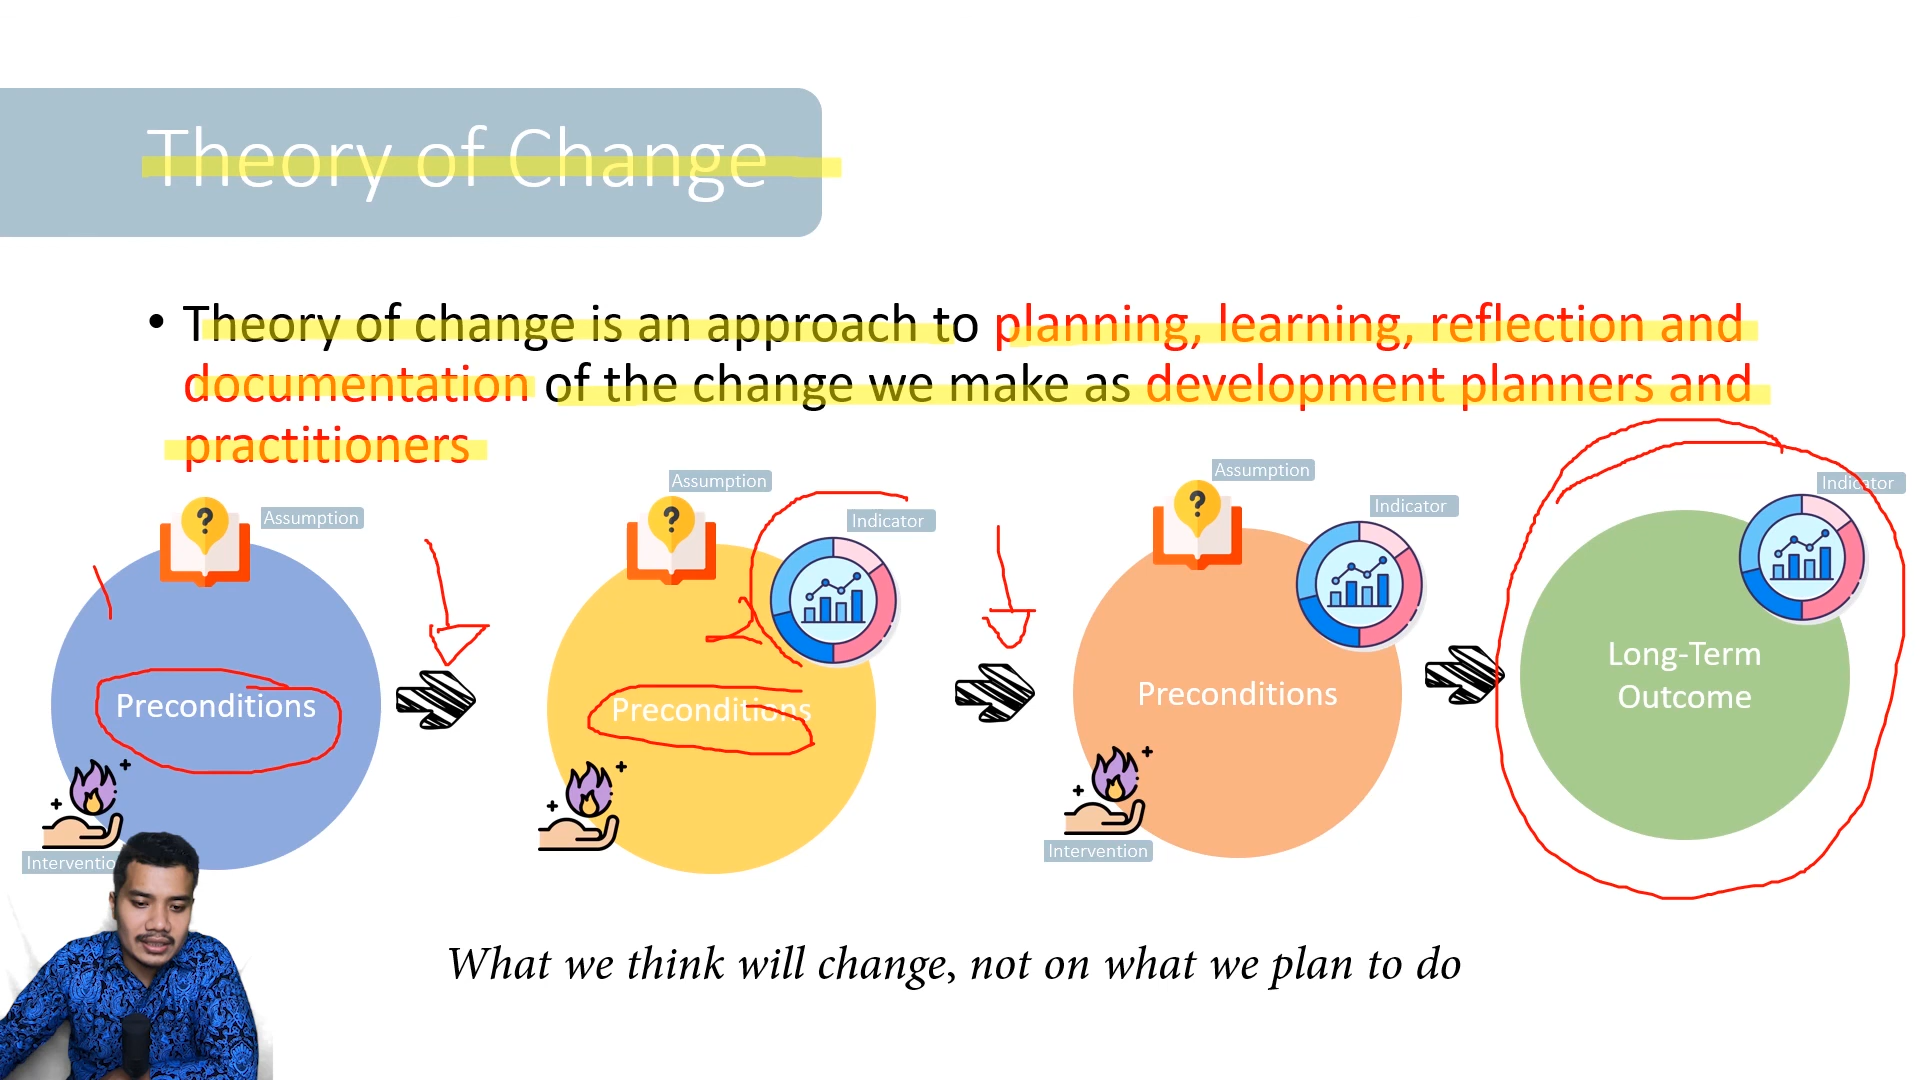 Theory of Change
• Theory of change is an approach to planning, learning, reflection and
documentation of the change we make as development planners and
practitioners
Assumption
Preconditions
Assumption
Indicator
Preconditions
Assumption
Indicator
Preconditions
Intervention
Indicator
Long-Term
Outcome
Interventio
What we think will change, not on what we plan to do